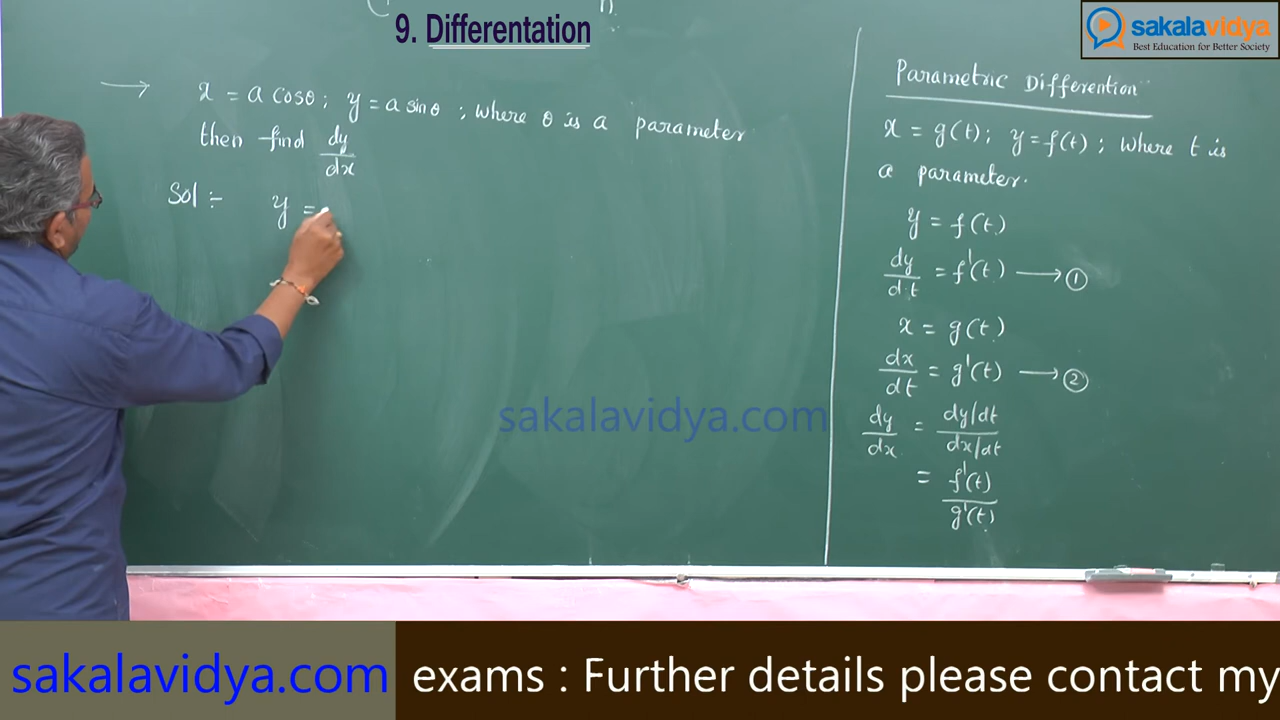 9. Differentation
sakalavidya
Best Education for Better Society
x = a cosθ ; y = a sinθ ; where θ is a parameter
then find dy/dx
Sol :- y =
Parametric Differention
x = g(t); y = f(t) ; where t is
a parameter.
y = f(t)
dy/dt = f'(t) → ①
x = g(t)
dx/dt = g'(t) → ②
dy/dx = dy/dt / dx/dt
= f'(t) / g'(t)
sakalavidya.com
sakalavidya.com exams : Further details please contact my